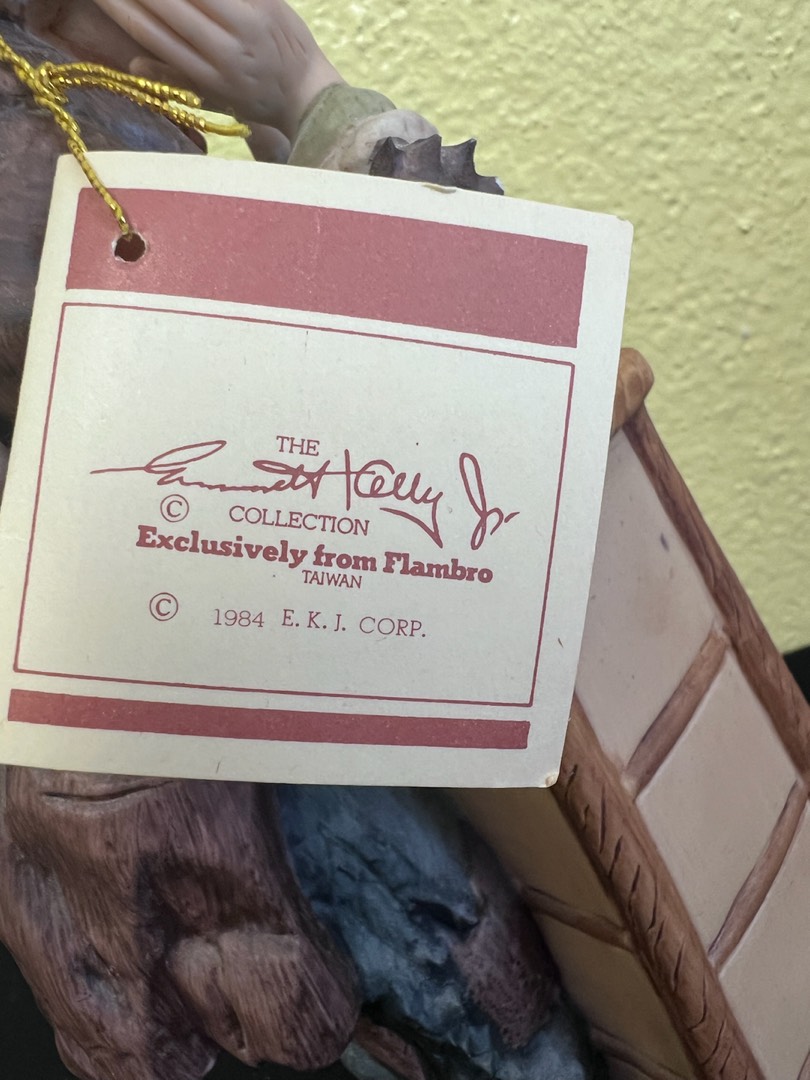 THE
Emmett Kelly Jr.
© COLLECTION
Exclusively from Flambro
TAIWAN
© 1984 E. K. J. CORP.